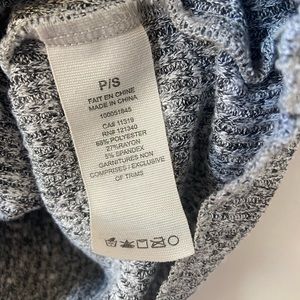 P/S
FAIT EN CHINE
MADE IN CHINA
100051845
CA# 11319
RN# 121340
68% POLYESTER
27%RAYON
5% SPANDEX
GARNITURES NON
COMPRISES / EXCLUSIVE
OF TRIMS